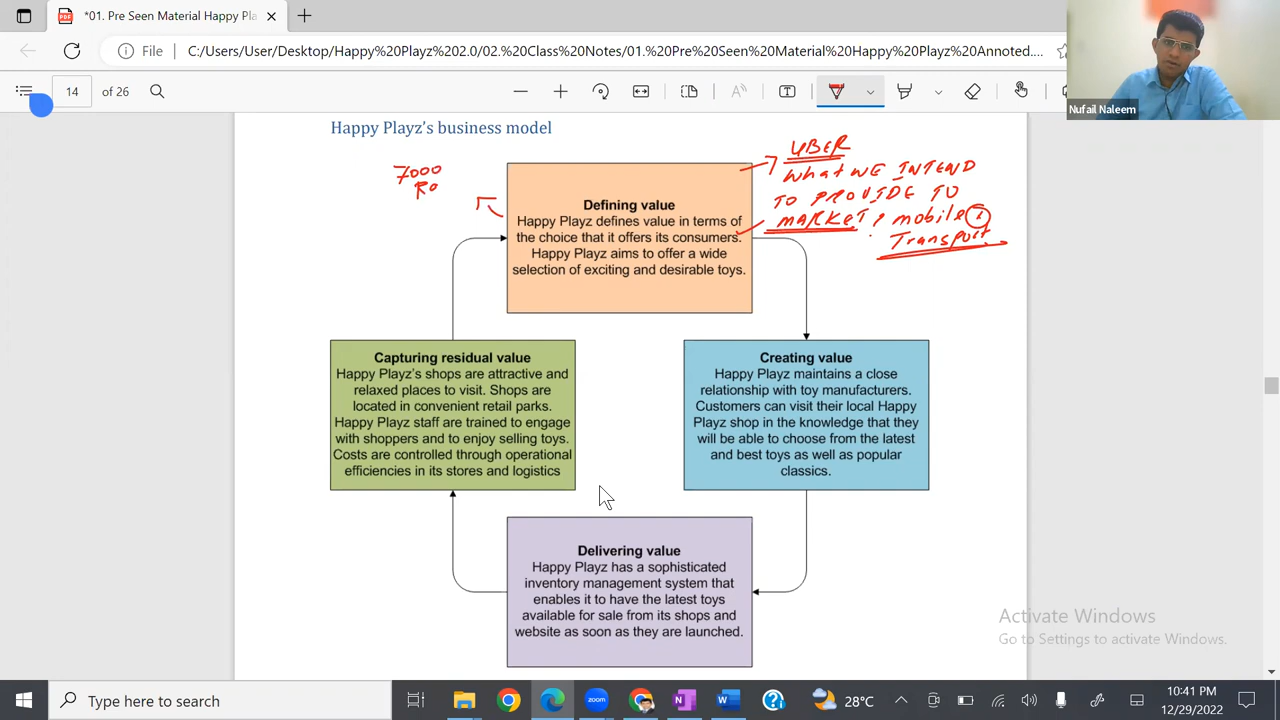 *01. Pre Seen Material Happy Pla
File
C:/Users/User/Desktop/Happy%20Playz%202.0/02.%20Class%20Notes/01.%20Pre%20Seen%20Material%20Happy%20Playz%20Annoted....
14
of 26
Nufail Naleem
Happy Playz's business model
7000
UBER
What WE INTEND
TO PROVIDE TO
MARKET, mobile 1
Transport
Defining value
Happy Playz defines value in terms of
the choice that it offers its consumers.
Happy Playz aims to offer a wide
selection of exciting and desirable toys.
Capturing residual value
Happy Playz's shops are attractive and
relaxed places to visit. Shops are
located in convenient retail parks.
Happy Playz staff are trained to engage
with shoppers and to enjoy selling toys.
Costs are controlled through operational
efficiencies in its stores and logistics
Creating value
Happy Playz maintains a close
relationship with toy manufacturers.
Customers can visit their local Happy
Playz shop in the knowledge that they
will be able to choose from the latest
and best toys as well as popular
classics.
Delivering value
Happy Playz has a sophisticated
inventory management system that
enables it to have the latest toys
available for sale from its shops and
website as soon as they are launched.
Activate Windows
Go to Settings to activate Windows.
Type here to search
28°C
10:41 PM
12/29/2022